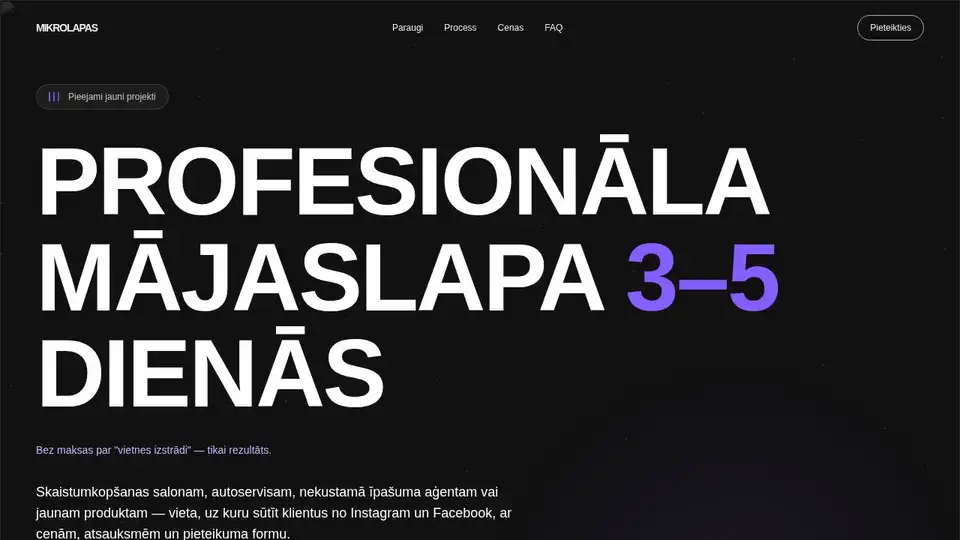 MIKROLAPAS
Paraugi Process Cenas FAQ
Pieteikties
Pieejami jauni projekti
PROFESIONĀLA
MĀJASLAPA 3–5
DIENĀS
Bez maksas par "vietnes izstrādi" — tikai rezultāts.
Skaistumkopšanas salonam, autoservisam, nekustamā īpašuma aģentam vai
jaunam produktam — vieta, uz kuru sūtīt klientus no Instagram un Facebook, ar
cenām, atsauksmēm un pieteikuma formu.